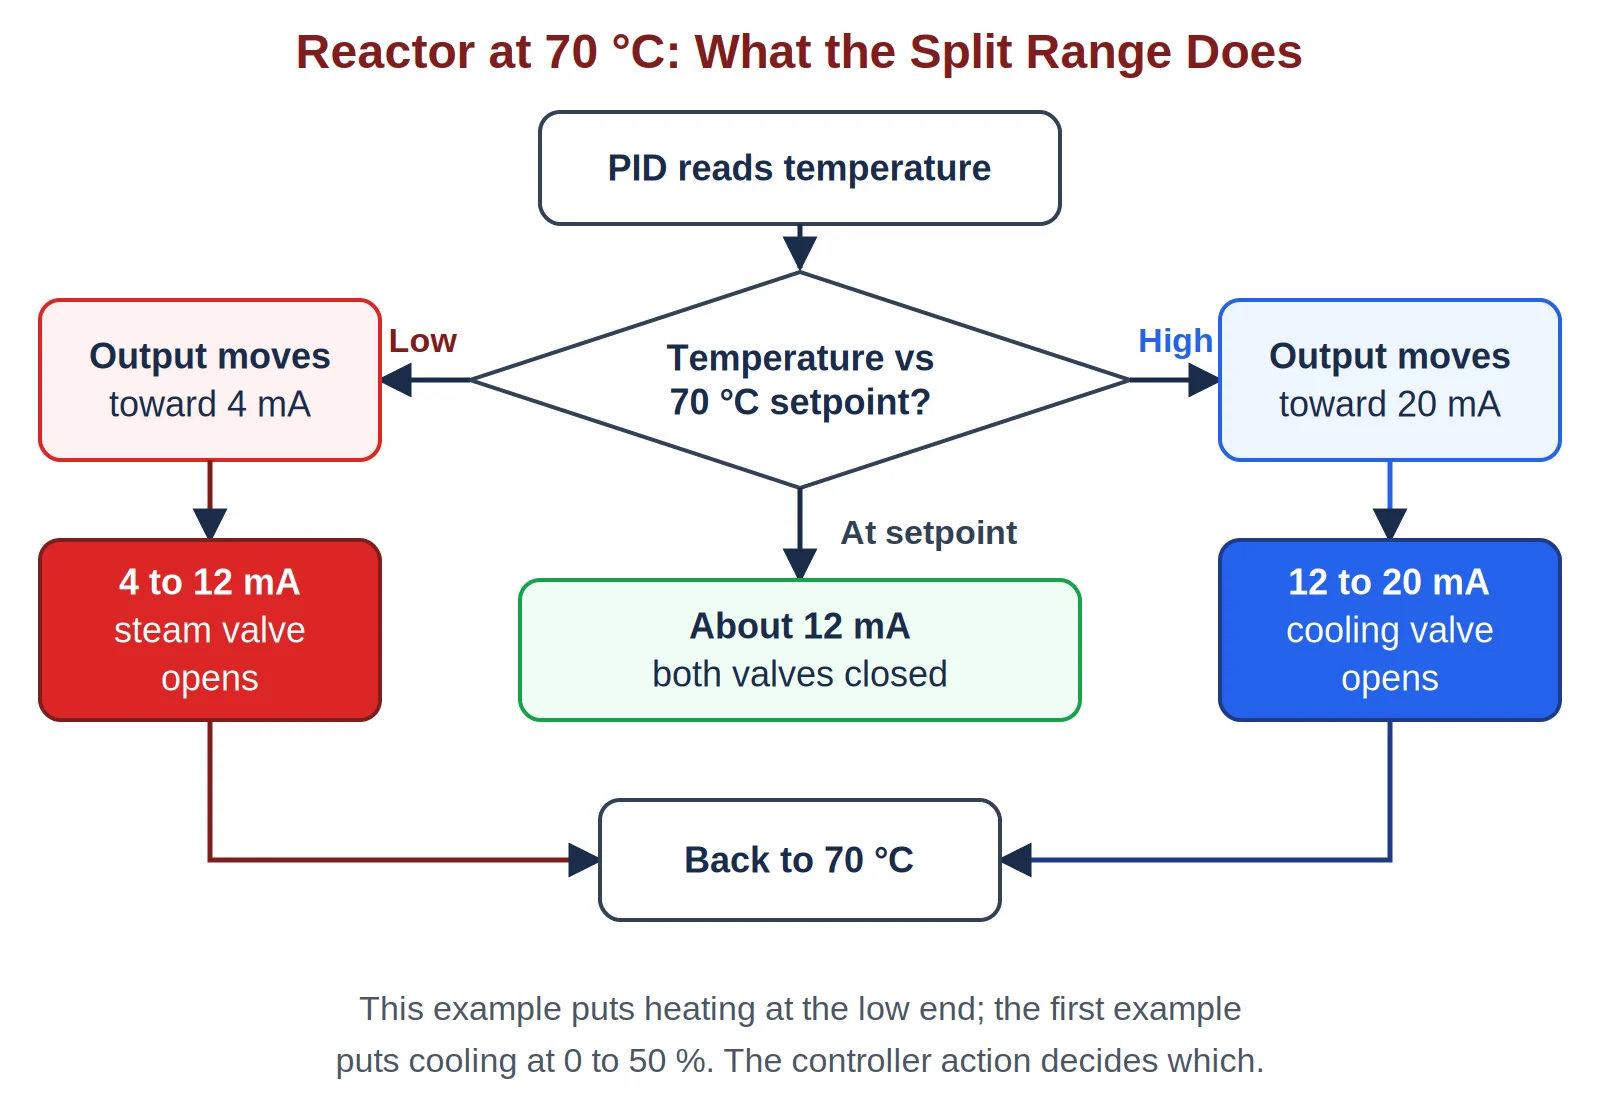 Reactor at 70 °C: What the Split Range Does
PID reads temperature
Low
High
Output moves
toward 4 mA
Temperature vs
70 °C setpoint?
Output moves
toward 20 mA
At setpoint
4 to 12 mA
steam valve
opens
About 12 mA
both valves closed
12 to 20 mA
cooling valve
opens
Back to 70 °C
This example puts heating at the low end; the first example
puts cooling at 0 to 50 %. The controller action decides which.